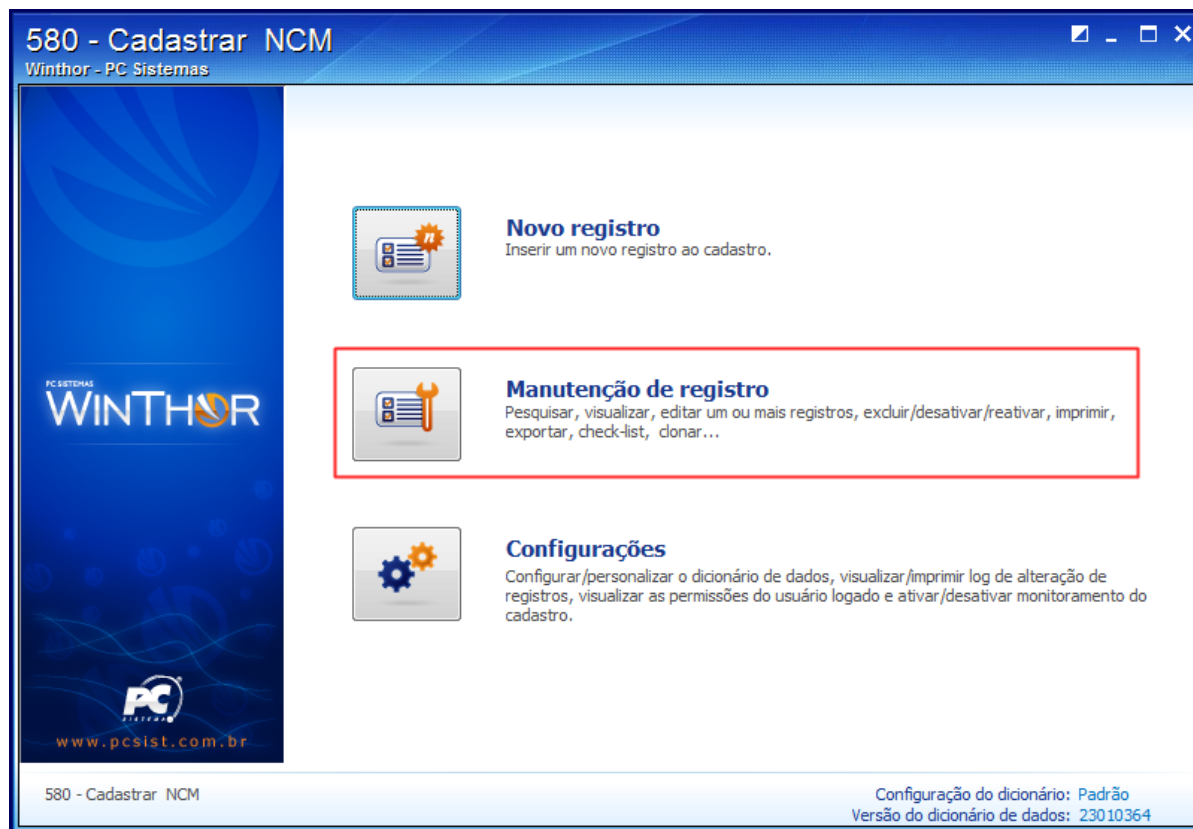 580 - Cadastrar NCM
Winthor - PC Sistemas
Novo registro
Inserir um novo registro ao cadastro.
PC SISTEMAS
WINTHOR
Manutenção de registro
Pesquisar, visualizar, editar um ou mais registros, excluir/desativar/reativar, imprimir,
exportar, check-list, clonar...
Configurações
Configurar/personalizar o dicionário de dados, visualizar/imprimir log de alteração de
registros, visualizar as permissões do usuário logado e ativar/desativar monitoramento do
cadastro.
PC
SISTEMAS
www.pcsist.com.br
580 - Cadastrar NCM
Configuração do dicionário: Padrão
Versão do dicionário de dados: 23010364